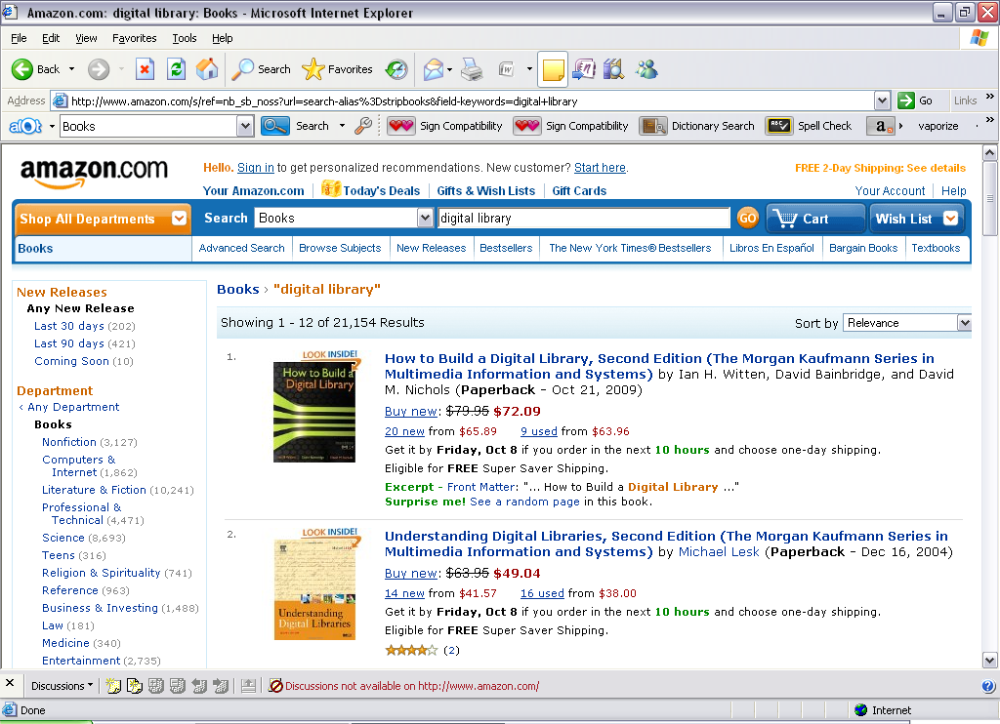 Amazon.com: digital library: Books - Microsoft Internet Explorer
File Edit View Favorites Tools Help
Back Search Favorites
Address http://www.amazon.com/s/ref=nb_sb_noss?url=search-alias%3Dstripbooks&field-keywords=digital+library Go Links »
aBt Books Search Sign Compatibility Sign Compatibility Dictionary Search ABC Spell Check a vaporize »
amazon.com
Hello. Sign in to get personalized recommendations. New customer? Start here.
FREE 2-Day Shipping: See details
Your Amazon.com Today's Deals Gifts & Wish Lists Gift Cards Your Account Help
Shop All Departments Search Books digital library GO Cart Wish List
Books Advanced Search Browse Subjects New Releases Bestsellers The New York Times® Bestsellers Libros En Español Bargain Books Textbooks
New Releases
Any New Release
Last 30 days (202)
Last 90 days (421)
Coming Soon (10)
Department
‹ Any Department
Books
Nonfiction (3,127)
Computers &
Internet (1,862)
Literature & Fiction (10,241)
Professional &
Technical (4,471)
Science (8,693)
Teens (316)
Religion & Spirituality (741)
Reference (963)
Business & Investing (1,488)
Law (181)
Medicine (340)
Entertainment (2,735)
Books › "digital library"
Showing 1 - 12 of 21,154 Results Sort by Relevance
1.
LOOK INSIDE!
How to Build a
Digital Library
How to Build a Digital Library, Second Edition (The Morgan Kaufmann Series in
Multimedia Information and Systems) by Ian H. Witten, David Bainbridge, and David
M. Nichols (Paperback - Oct 21, 2009)
Buy new: $79.95 $72.09
20 new from $65.89 9 used from $63.96
Get it by Friday, Oct 8 if you order in the next 10 hours and choose one-day shipping.
Eligible for FREE Super Saver Shipping.
Excerpt - Front Matter: "... How to Build a Digital Library ..."
Surprise me! See a random page in this book.
2.
LOOK INSIDE!
Understanding
Digital Libraries
Understanding Digital Libraries, Second Edition (The Morgan Kaufmann Series in
Multimedia Information and Systems) by Michael Lesk (Paperback - Dec 16, 2004)
Buy new: $63.95 $49.04
14 new from $41.57 16 used from $38.00
Get it by Friday, Oct 8 if you order in the next 10 hours and choose one-day shipping.
Eligible for FREE Super Saver Shipping.
(2)
Discussions Discussions not available on http://www.amazon.com/
Done Internet